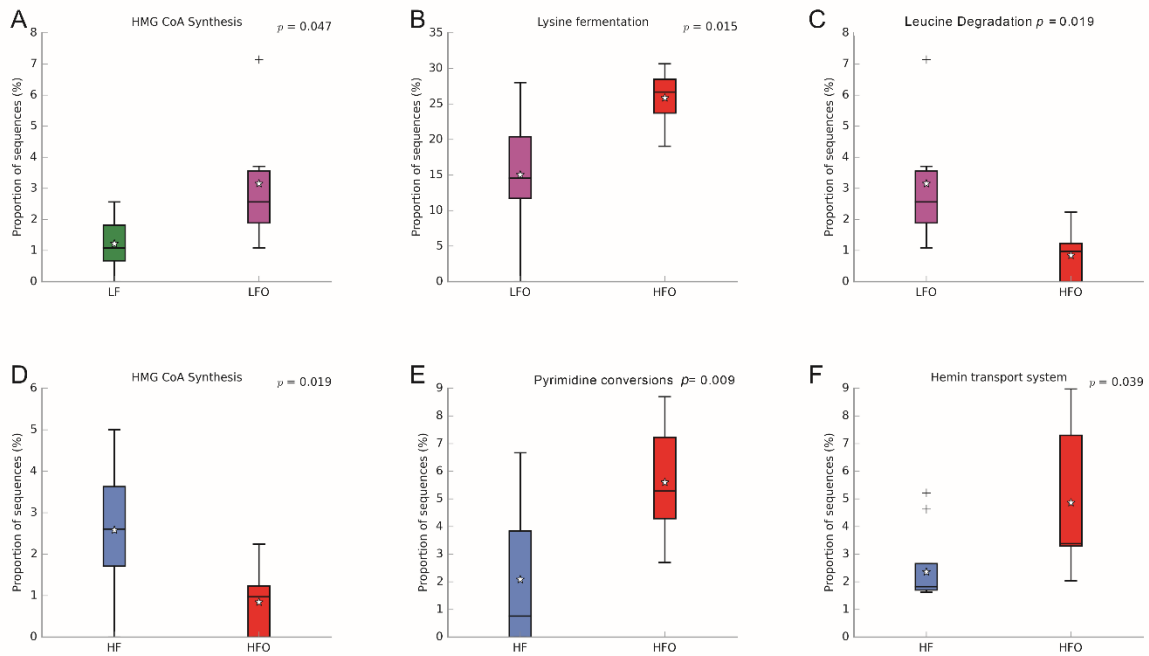 A
HMG CoA Synthesis
p = 0.047
Proportion of sequences (%)
8
7
6
5
4
3
2
1
0
LF
LFO
B
Lysine fermentation
p = 0.015
Proportion of sequences (%)
35
30
25
20
15
10
5
0
LFO
HFO
C
Leucine Degradation p = 0.019
Proportion of sequences (%)
8
7
6
5
4
3
2
1
0
LFO
HFO
D
HMG CoA Synthesis
p = 0.019
Proportion of sequences (%)
6
5
4
3
2
1
0
HF
HFO
E
Pyrimidine conversions p= 0.009
Proportion of sequences (%)
9
8
7
6
5
4
3
2
1
0
HF
HFO
F
Hemin transport system
p = 0.039
Proportion of sequences (%)
9
8
7
6
5
4
3
2
1
0
HF
HFO